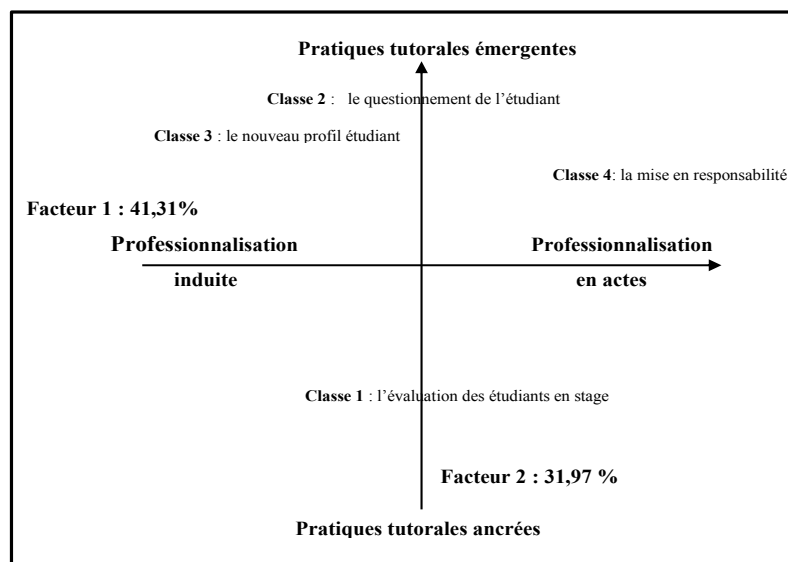 Pratiques tutorales émergentes
Classe 2 : le questionnement de l'étudiant
Classe 3 : le nouveau profil étudiant
Classe 4: la mise en responsabilité
Facteur 1 : 41,31%
Professionnalisation
induite
Professionnalisation
en actes
Classe 1 : l'évaluation des étudiants en stage
Facteur 2 : 31,97 %
Pratiques tutorales ancrées